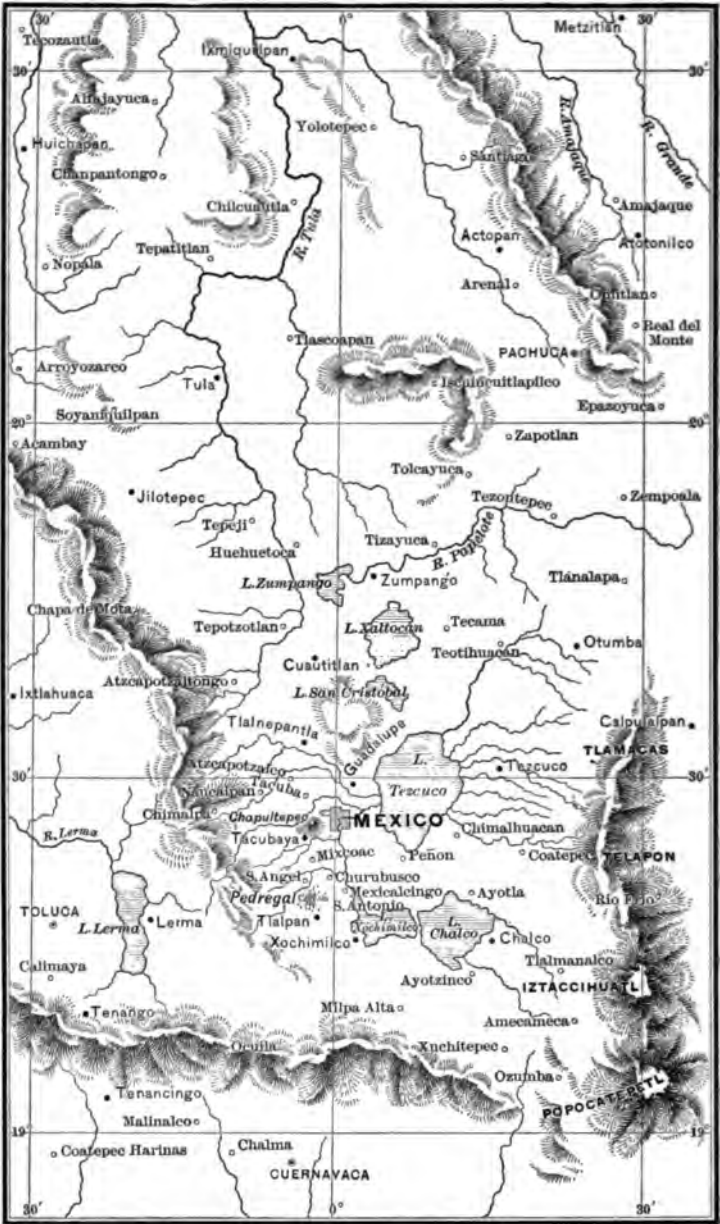 30'
0°
30'
Tecozautla
Ixmiquilpan
Metzitlan
30'
20'
Alfajayuca
Yolotepec
R. Amajaque
R. Grande
Huichapan
Santiago
Chapantongo
Chilcuautla
Amajaque
R. Tula
Actopan
Atotonilco
Tepatitlan
Nopala
Arenal
Omitlan
Tlascoapan
Real del
Monte
PACHUCA
Arroyozarco
Tula
Ixcuincuitlapilco
Soyaniquilpan
Epazoyuca
20°
Acambay
Zapotlan
Tolcayuca
Jilotepec
Tezontepec
Zempoala
Tepeji
Huehuetoca
Tizayuca
R. Papelote
L. Zumpango
Zumpango
Tlanalapa
Chapa de Mota
Tepotzotlan
L. Xaltocan
Tecama
Teotihuacan
Otumba
Cuautitlan
Ixtlahuaca
Atzcapotzaltongo
L. San Cristobal
Calpulalpan
Tlalnepantla
Guadalupe
TLAMACAS
L.
Tezcuco
30'
30'
Atzcapotzalco
Tacuba
Tezcuco
Naucalpan
Chimalpa
Chapultepec
MEXICO
Chimalhuacan
R. Lerma
Tacubaya
Mixcoac
Peñon
Coatepec
TELAPON
S. Angel
Churubusco
Mexicalcingo
Ayotla
Pedregal
S. Antonio
Rio Frio
TOLUCA
L. Lerma
Lerma
Tlalpan
Xochimilco
L.
Chalco
Xochimilco
Chalco
Calimaya
Tlalmanalco
Ayotzinco
IZTACCIHUATL
Tenango
Milpa Alta
Amecameca
Ocuila
Xuchitepec
Ozumba
Tenancingo
POPOCATEPETL
Malinalco
19°
Coatepec Harinas
Chalma
CUERNAVACA
30'
0°
30'